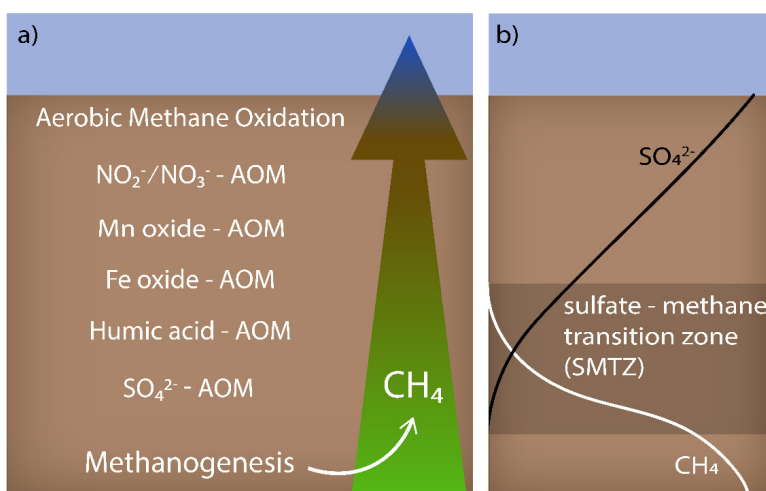 a)
Aerobic Methane Oxidation
NO₂⁻/NO₃⁻ - AOM
Mn oxide - AOM
Fe oxide - AOM
Humic acid - AOM
SO₄²⁻ - AOM
Methanogenesis
CH₄
b)
SO₄²⁻
sulfate - methane
transition zone
(SMTZ)
CH₄